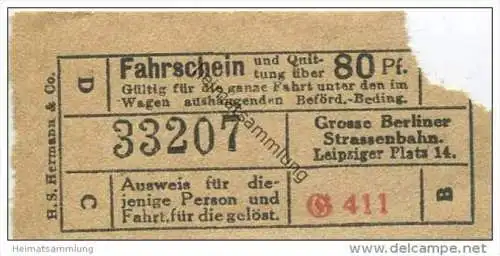 Fahrschein und Quittung über 80 Pf.
Gültig für die ganze Fahrt unter den im
Wagen aushängenden Beförd.-Beding.
D
H.S. Hermann & Co.
33207
Grosse Berliner
Strassenbahn.
Leipziger Platz 14.
C
Ausweis für die-
jenige Person und
Fahrt, für die gelöst.
411
B
Heimatsammlung
www.delcampe.net